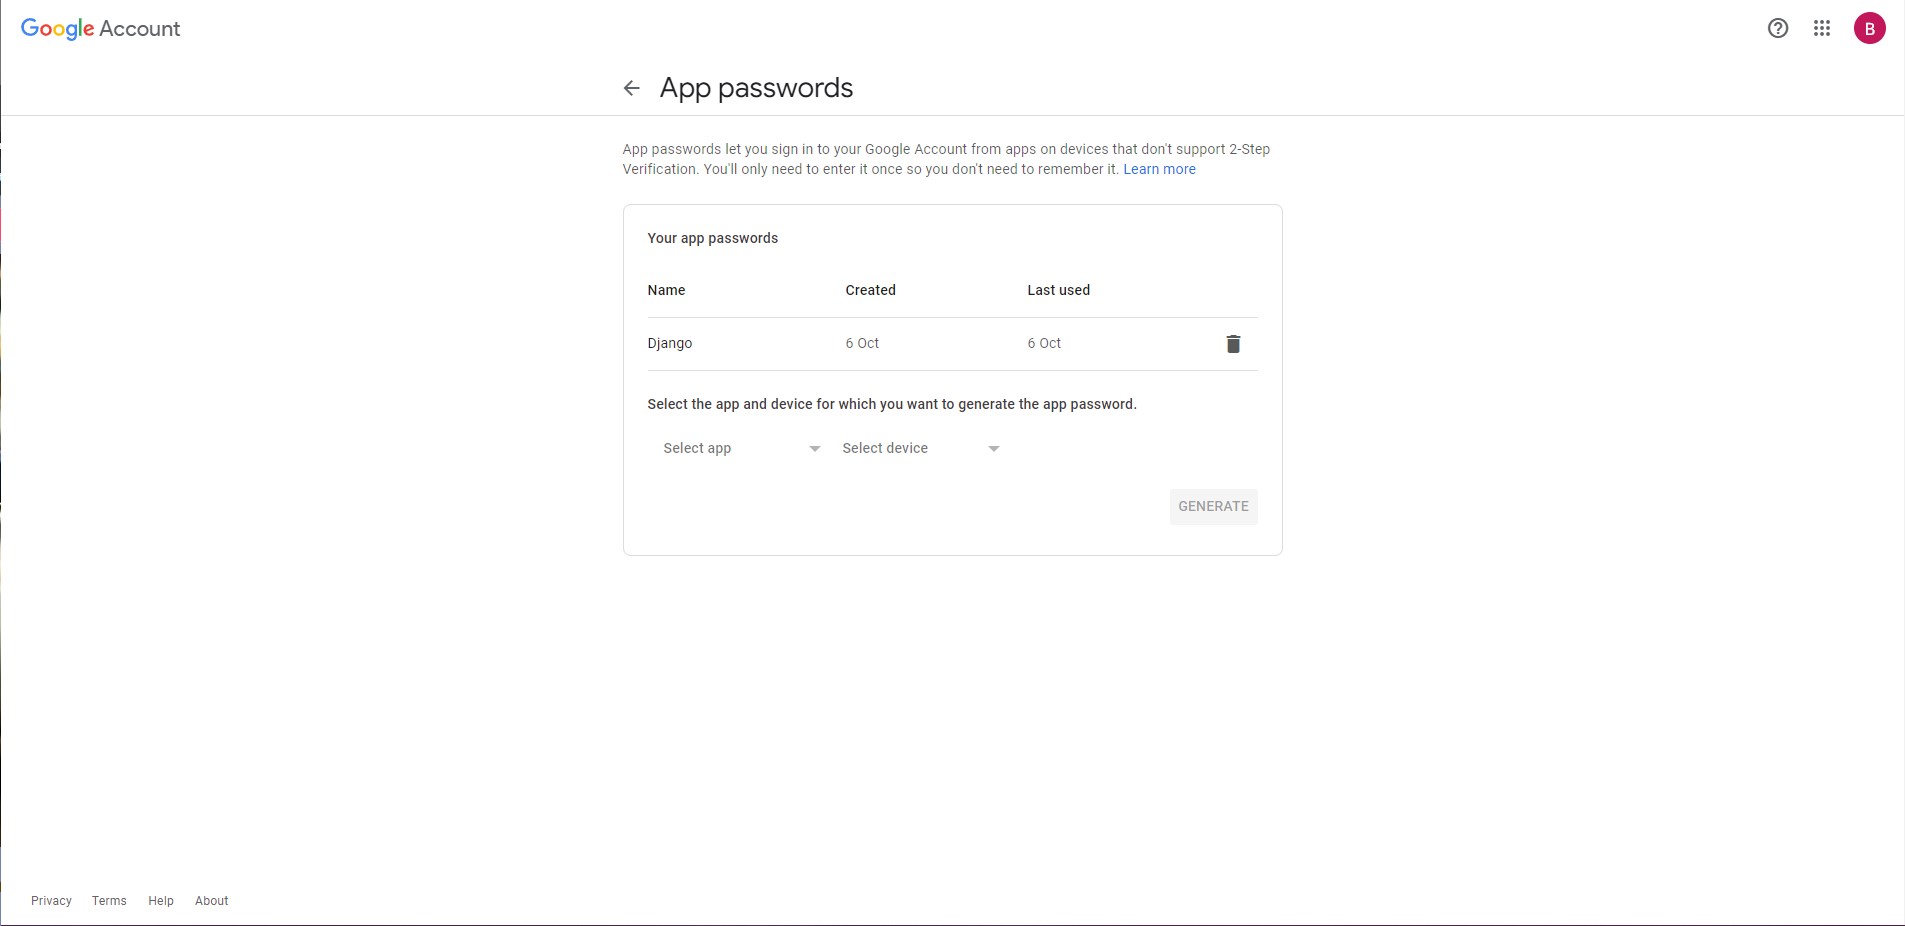 Google Account
B
App passwords
App passwords let you sign in to your Google Account from apps on devices that don't support 2-Step
Verification. You'll only need to enter it once so you don't need to remember it. Learn more
Your app passwords
Name Created Last used
Django 6 Oct 6 Oct
Select the app and device for which you want to generate the app password.
Select app Select device
GENERATE
Privacy Terms Help About